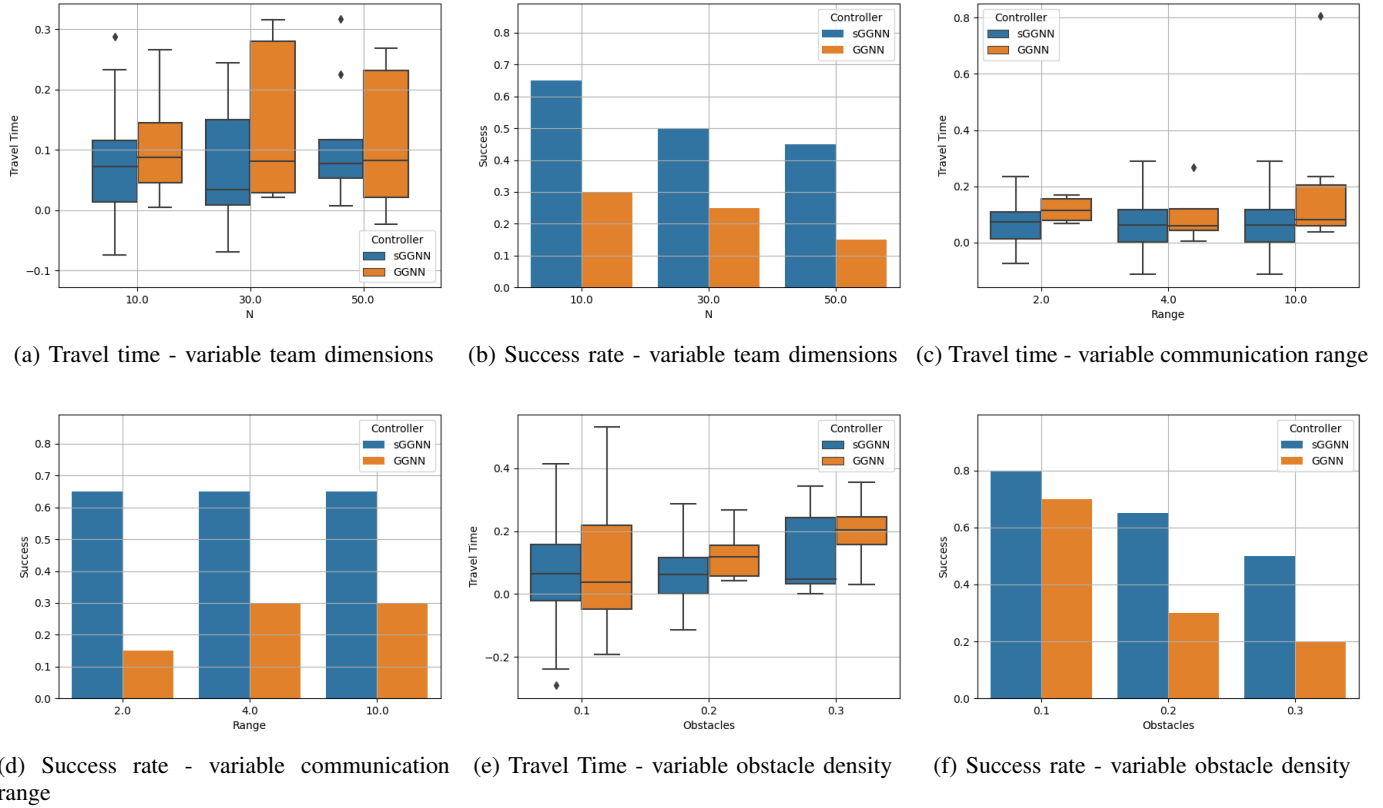 0.3
0.2
0.1
0.0
−0.1
Travel Time
10.0 30.0 50.0
N
Controller
sGGNN
GGNN
(a) Travel time - variable team dimensions
0.8
0.7
0.6
0.5
0.4
0.3
0.2
0.1
0.0
Success
10.0 30.0 50.0
N
Controller
sGGNN
GGNN
(b) Success rate - variable team dimensions
0.8
0.6
0.4
0.2
0.0
Travel Time
2.0 4.0 10.0
Range
Controller
sGGNN
GGNN
(c) Travel time - variable communication range
0.8
0.7
0.6
0.5
0.4
0.3
0.2
0.1
0.0
Success
2.0 4.0 10.0
Range
Controller
sGGNN
GGNN
(d) Success rate - variable communication
range
0.4
0.2
0.0
−0.2
Travel Time
0.1 0.2 0.3
Obstacles
Controller
sGGNN
GGNN
(e) Travel Time - variable obstacle density
0.8
0.6
0.4
0.2
0.0
Success
0.1 0.2 0.3
Obstacles
Controller
sGGNN
GGNN
(f) Success rate - variable obstacle density